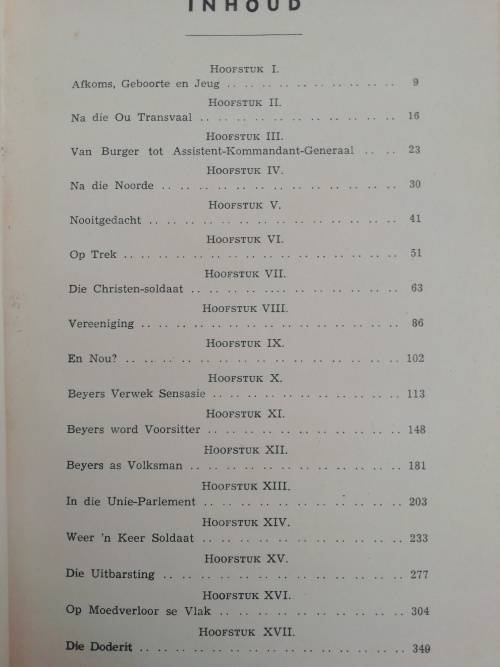 INHOUD
HOOFSTUK I.
Afkoms, Geboorte en Jeug .. .. .. .. .. .. .. .. 9
HOOFSTUK II.
Na die Ou Transvaal .. .. .. .. .. .. .. .. .. 16
HOOFSTUK III.
Van Burger tot Assistent-Kommandant-Generaal .. .. 23
HOOFSTUK IV.
Na die Noorde .. .. .. .. .. .. .. .. .. .. .. 30
HOOFSTUK V.
Nooitgedacht .. .. .. .. .. .. .. .. .. .. .. 41
HOOFSTUK VI.
Op Trek .. .. .. .. .. .. .. .. .. .. .. .. .. 51
HOOFSTUK VII.
Die Christen-soldaat .. .. .. .... .. .. .. .. .. 63
HOOFSTUK VIII.
Vereeniging .. .. .. .. .. .. .. .. .. .. .. .. 86
HOOFSTUK IX.
En Nou? .. .. .. .. .. .. .. .. .. .. .. .. .. 102
HOOFSTUK X.
Beyers Verwek Sensasie .. .. .. .. .. .. .. .. .. 113
HOOFSTUK XI.
Beyers word Voorsitter .. .. .. .. .. .. .. .. .. 148
HOOFSTUK XII.
Beyers as Volksman .. .. .. .. .. .. .. .. .. .. 181
HOOFSTUK XIII.
In die Unie-Parlement .. .. .. .. .. .. .. .. .. 203
HOOFSTUK XIV.
Weer 'n Keer Soldaat .. .. .. .. .. .. .. .. .. 233
HOOFSTUK XV.
Die Uitbarsting .. .. .. .. .. .. .. .. .. .. .. 277
HOOFSTUK XVI.
Op Moedverloor se Vlak .. .. .. .. .. .. .. .. .. 304
HOOFSTUK XVII.
Die Doderit .. .. .. .. .. .. .. .. .. .. .. .. 349